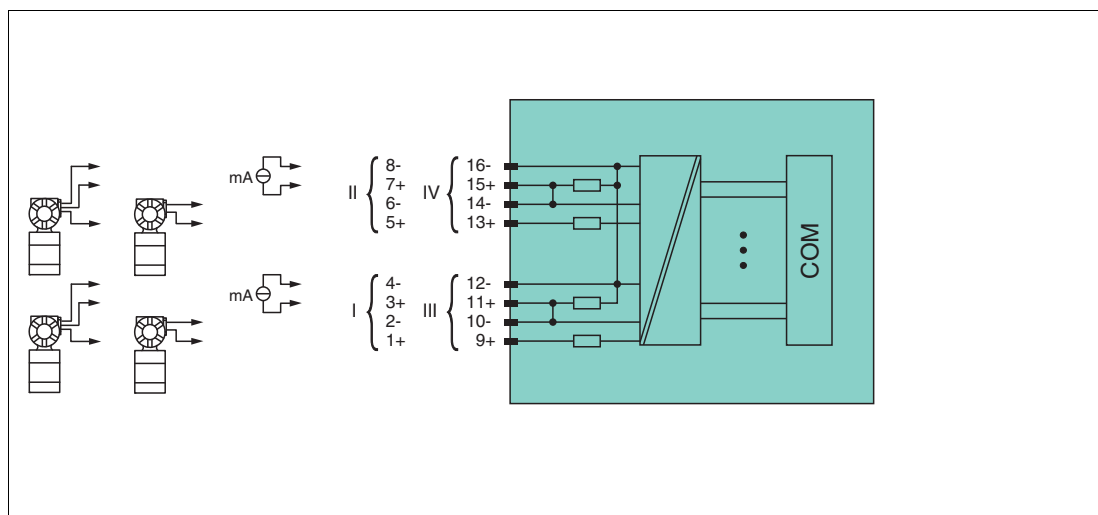 mA
II
8-
7+
6-
5+
IV
16-
15+
14-
13+
mA
I
4-
3+
2-
1+
III
12-
11+
10-
9+
COM